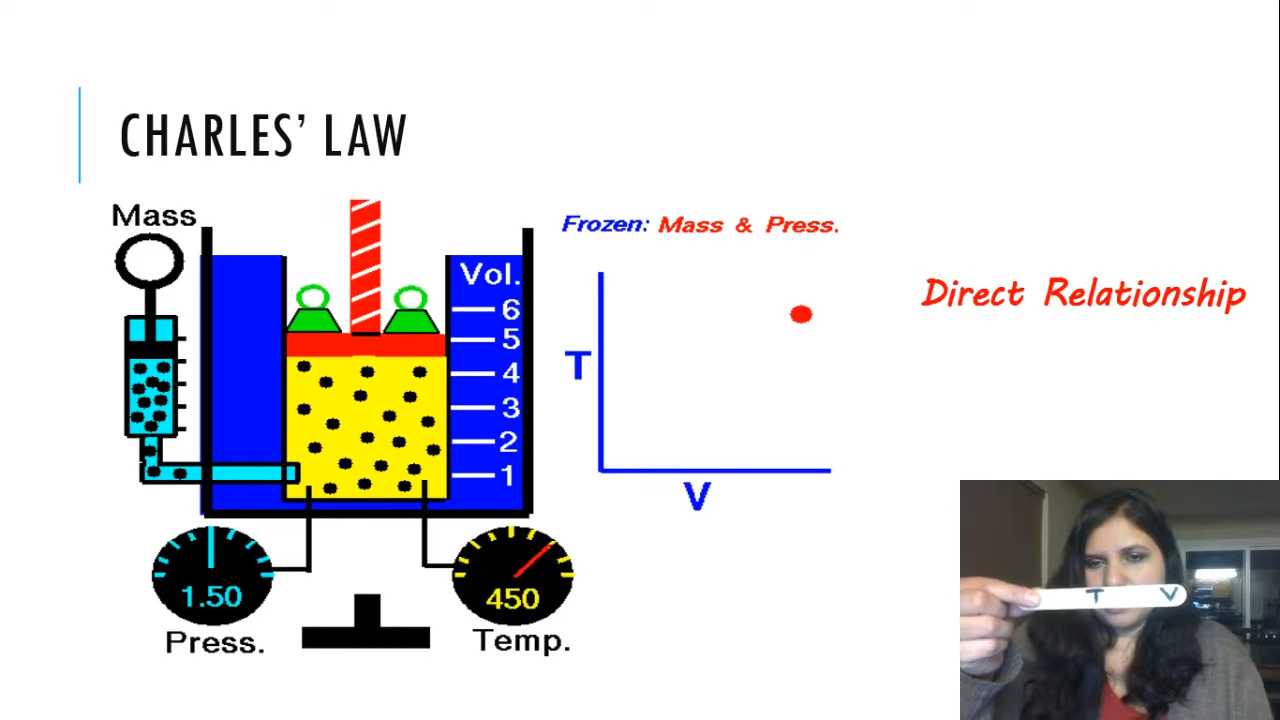 CHARLES’ LAW
Mass
Vol.
6
5
4
3
2
1
1.50
Press.
450
Temp.
Frozen: Mass & Press.
T
V
Direct Relationship
T V